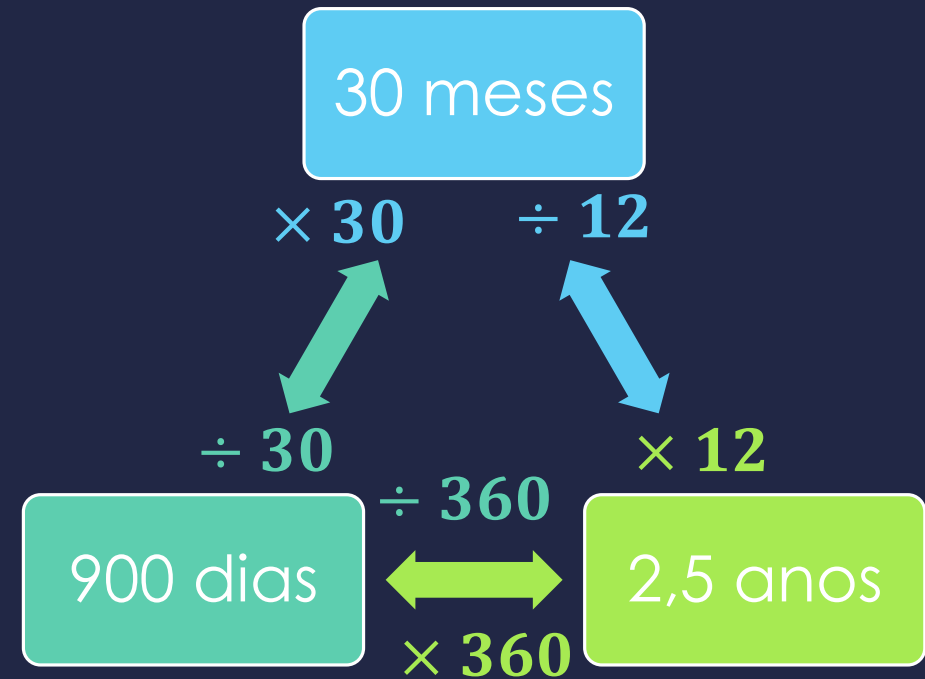 30 meses
× 30
÷ 12
÷ 30
× 12
÷ 360
900 dias
2,5 anos
× 360